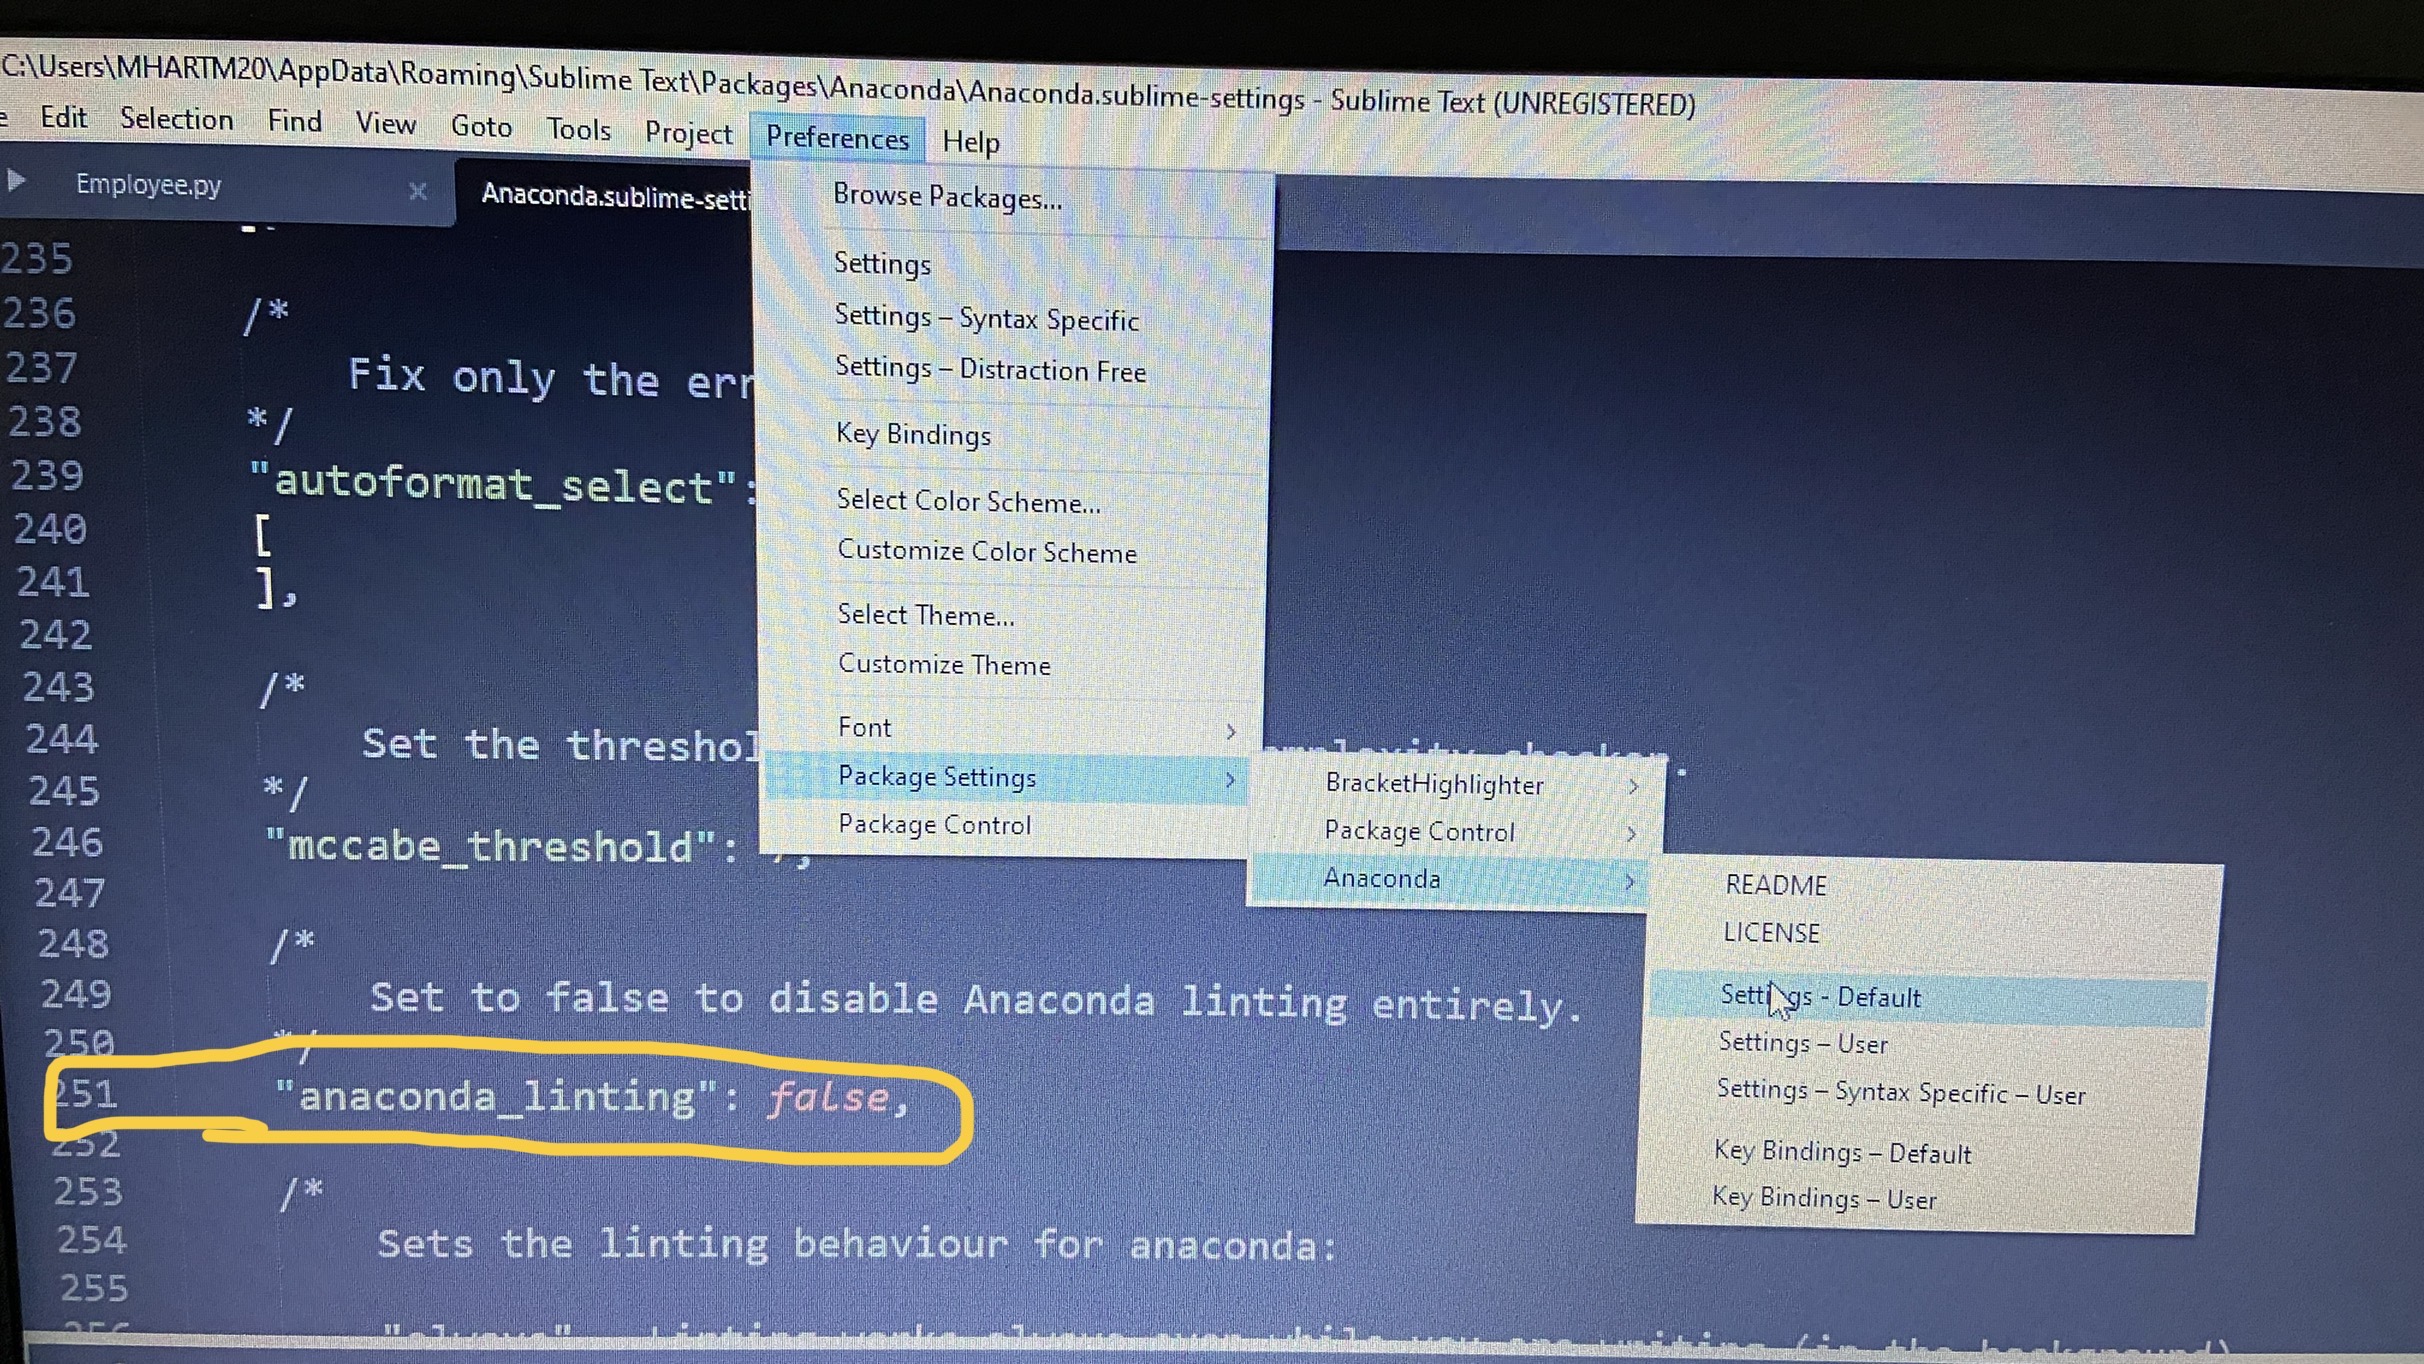 C:\Users\MHARTM20\AppData\Roaming\Sublime Text\Packages\Anaconda\Anaconda.sublime-settings - Sublime Text (UNREGISTERED)
Edit Selection Find View Goto Tools Project Preferences Help
Employee.py × Anaconda.sublime-setti
Browse Packages...
Settings
Settings – Syntax Specific
Settings – Distraction Free
Key Bindings
Select Color Scheme...
Customize Color Scheme
Select Theme...
Customize Theme
Font >
Package Settings >
Package Control
BracketHighlighter >
Package Control >
Anaconda >
README
LICENSE
Settings - Default
Settings – User
Settings – Syntax Specific – User
Key Bindings – Default
Key Bindings – User
235
236 /*
237 Fix only the err
238 */
239 "autoformat_select":
240 [
241 ],
242
243 /*
244 Set the threshol
245 */
246 "mccabe_threshold":
247
248 /*
249 Set to false to disable Anaconda linting entirely.
250 */
251 "anaconda_linting": false,
252
253 /*
254 Sets the linting behaviour for anaconda:
255